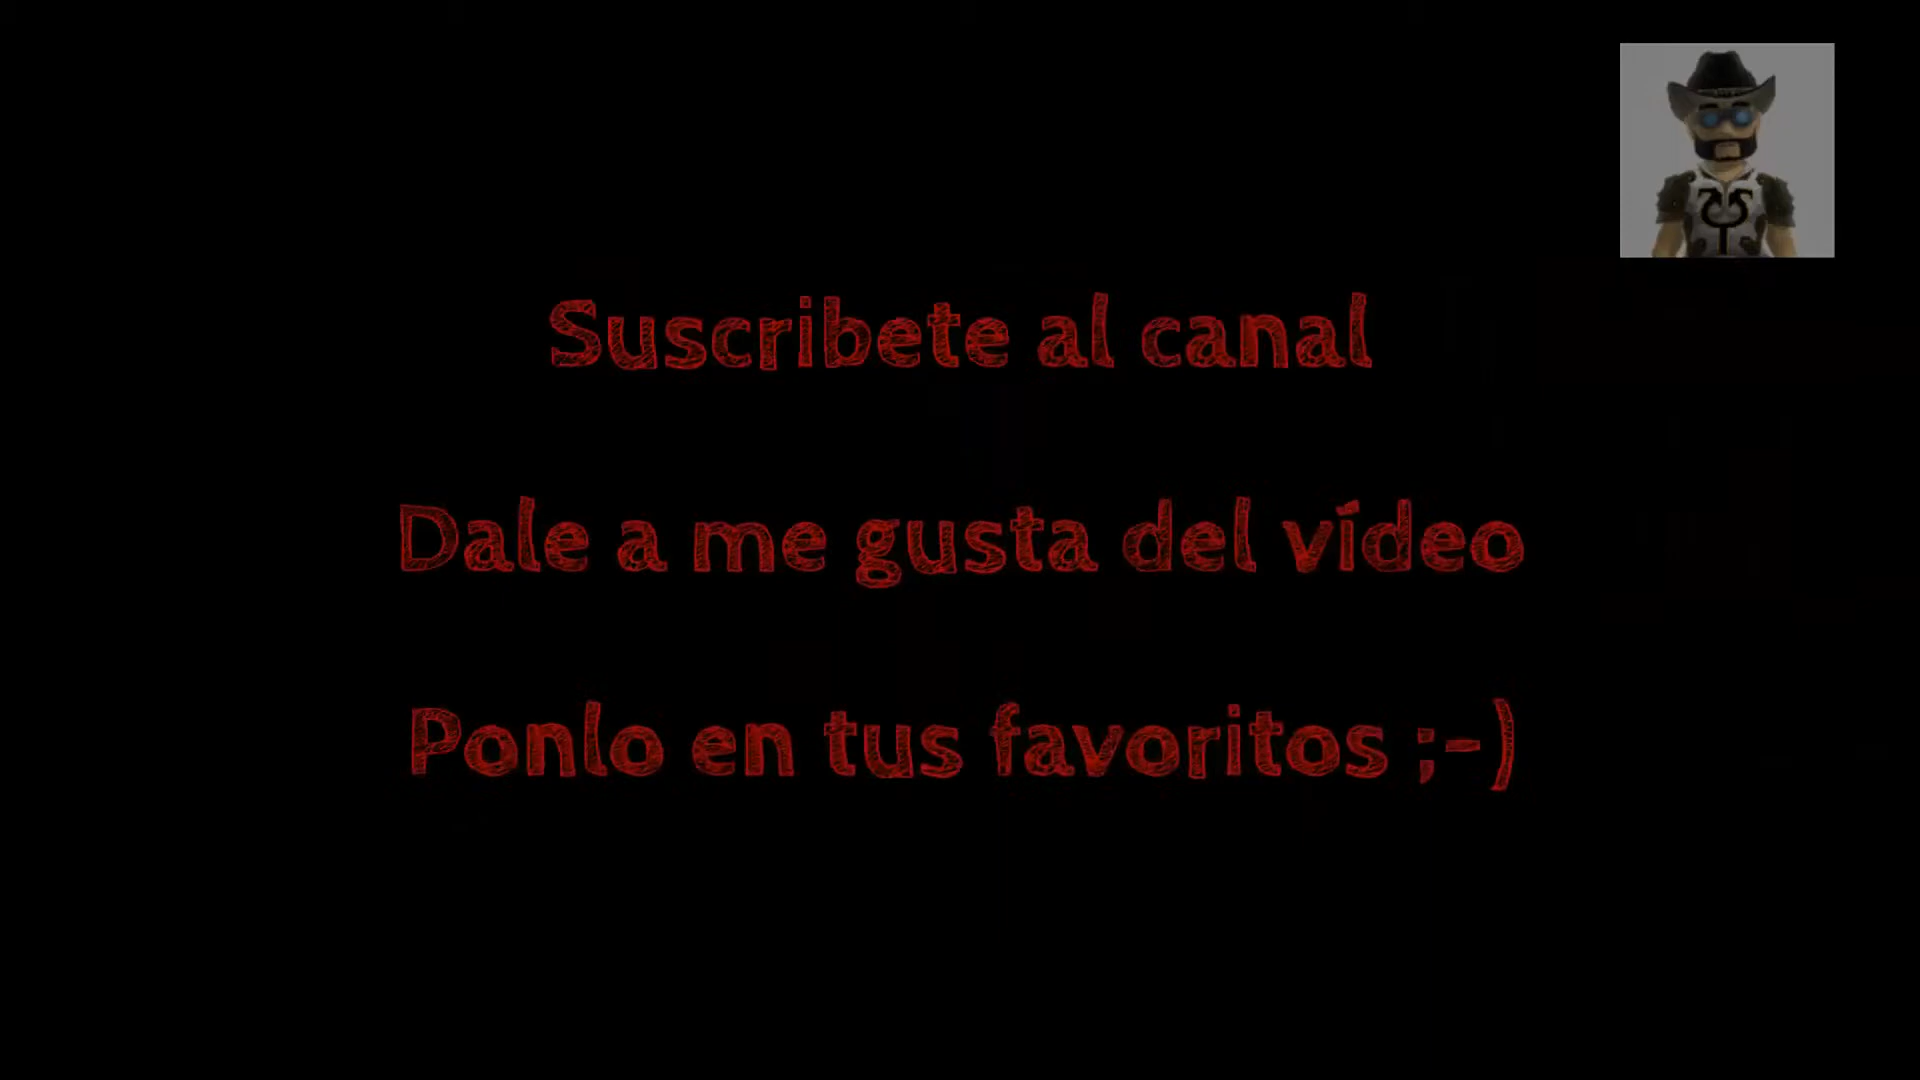 Suscribete al canal
Dale a me gusta del vídeo
Ponlo en tus favoritos ;-)